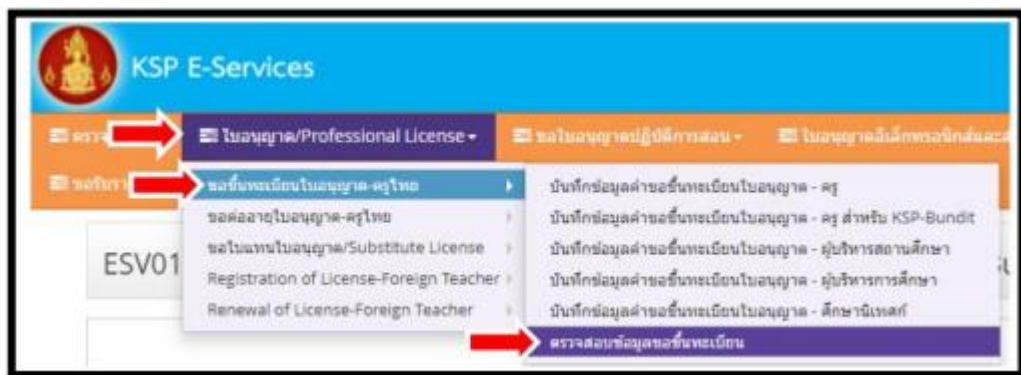 KSP E-Services
ตรวจ
ใบอนุญาต/Professional License
ขอใบอนุญาตปฏิบัติการสอน
ใบอนุญาตอิเล็กทรอนิกส์และส
ขอรับรา
ขอขึ้นทะเบียนใบอนุญาต-ครูไทย
ขอต่ออายุใบอนุญาต-ครูไทย
ขอใบแทนใบอนุญาต/Substitute License
Registration of License-Foreign Teacher
Renewal of License-Foreign Teacher
บันทึกข้อมูลคำขอขึ้นทะเบียนใบอนุญาต - ครู
บันทึกข้อมูลคำขอขึ้นทะเบียนใบอนุญาต - ครู สำหรับ KSP-Bundit
บันทึกข้อมูลคำขอขึ้นทะเบียนใบอนุญาต - ผู้บริหารสถานศึกษา
บันทึกข้อมูลคำขอขึ้นทะเบียนใบอนุญาต - ผู้บริหารการศึกษา
บันทึกข้อมูลคำขอขึ้นทะเบียนใบอนุญาต - ศึกษานิเทศก์
ตรวจสอบข้อมูลขอขึ้นทะเบียน
ESV01